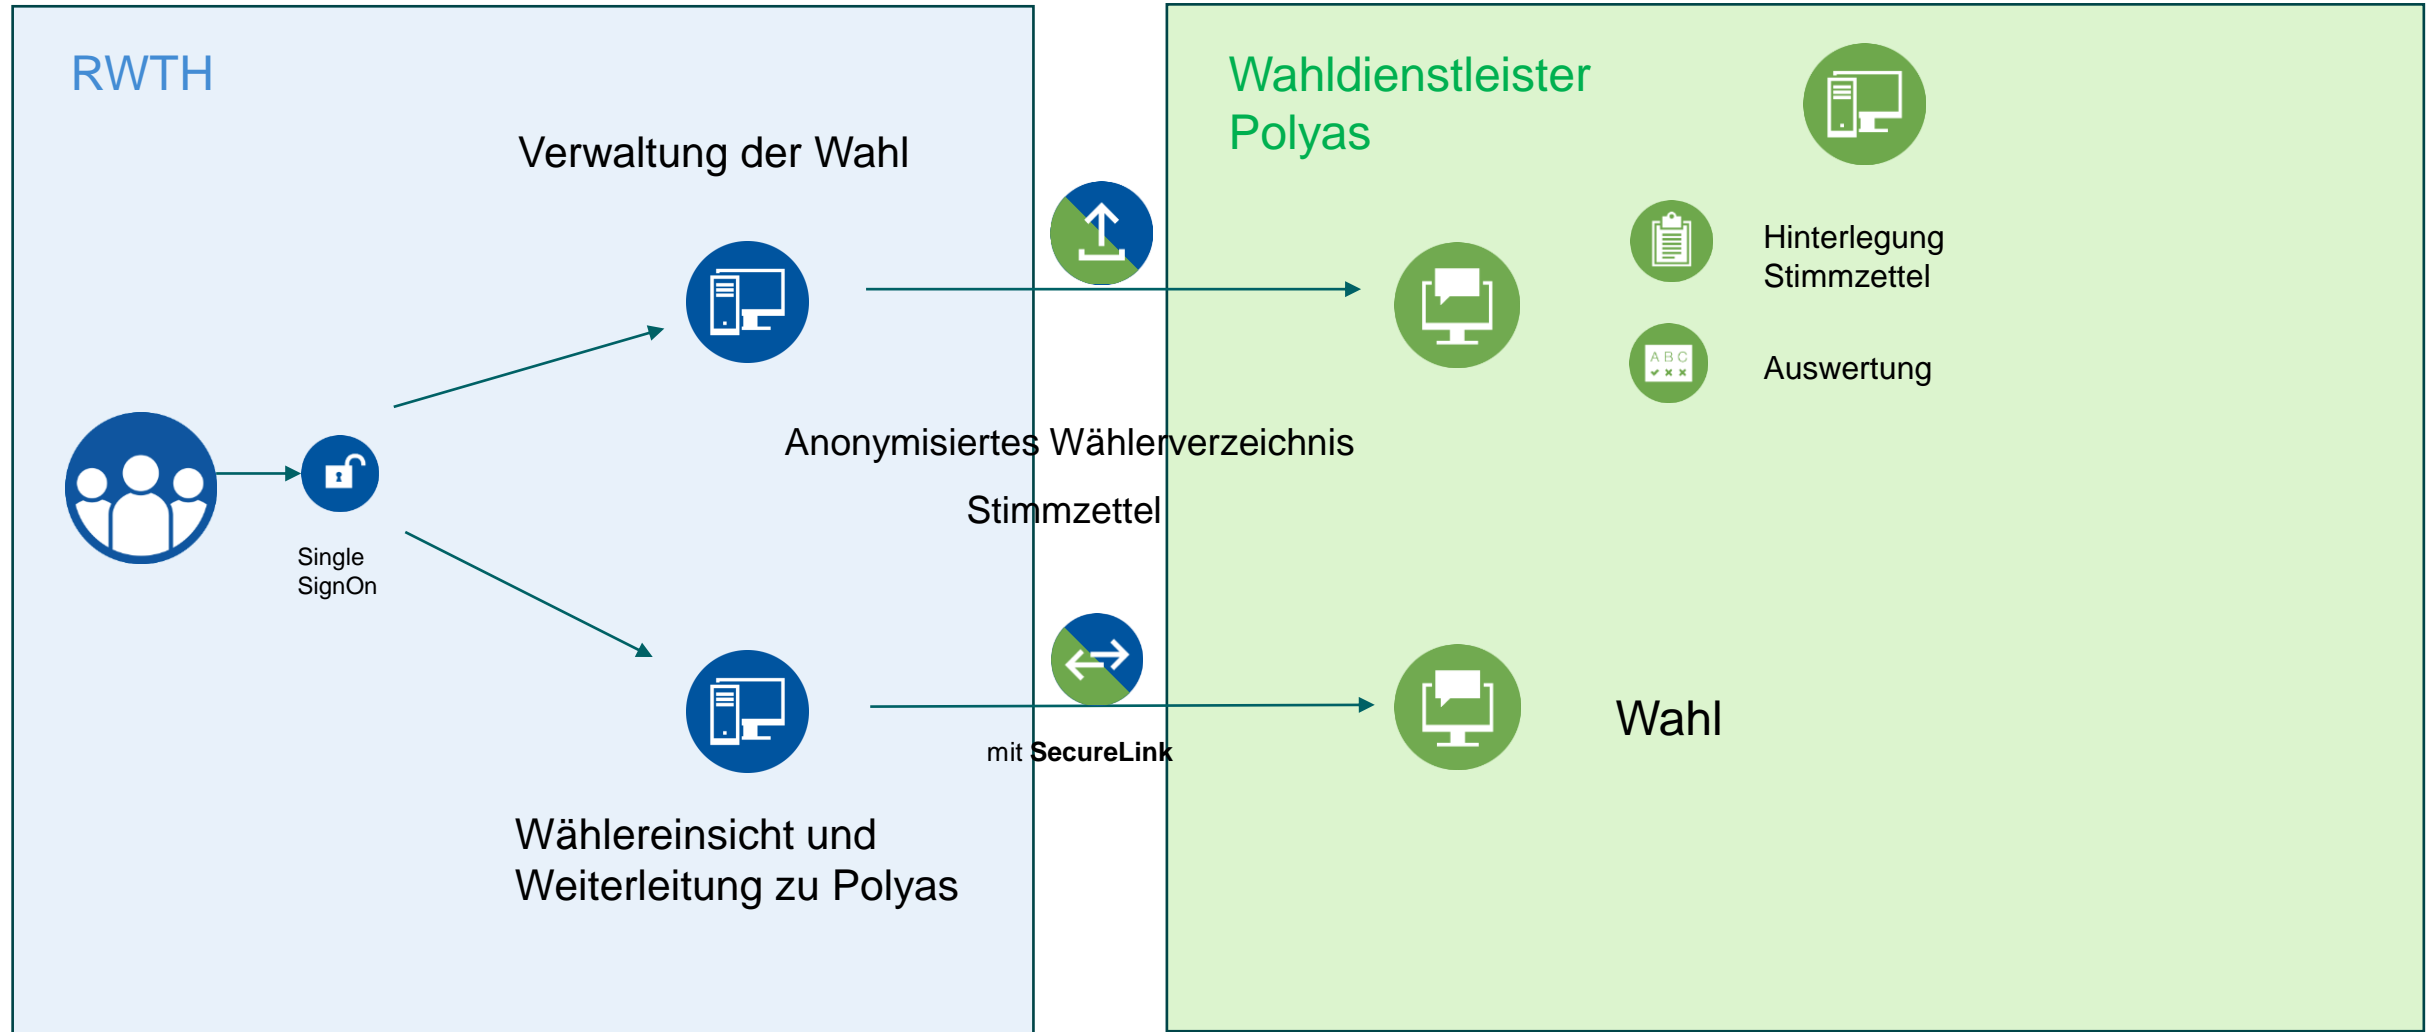 RWTH
Verwaltung der Wahl
Single
SignOn
Wählereinsicht und
Weiterleitung zu Polyas
Anonymisiertes Wählerverzeichnis
Stimmzettel
mit SecureLink
Wahldienstleister
Polyas
Hinterlegung
Stimmzettel
A B C
Auswertung
Wahl